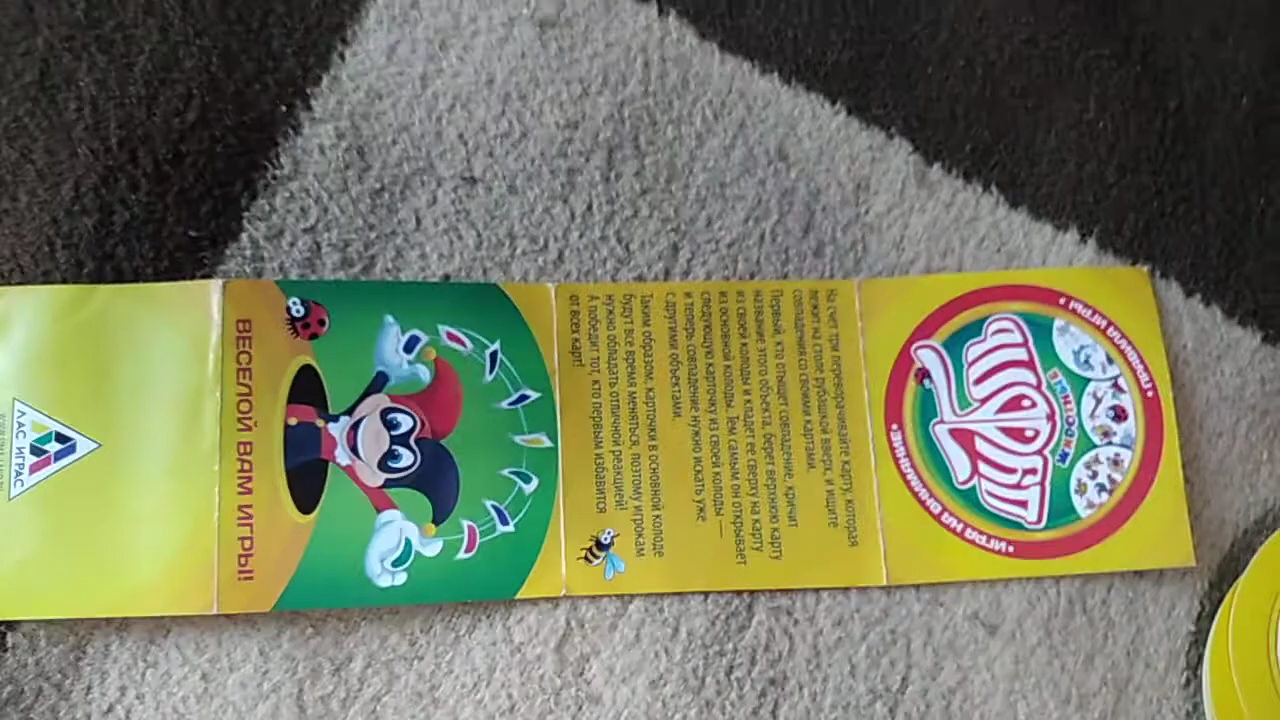 •ПРАВИЛА ИГРЫ•
ДУФЛЬ
•ИГРА НА ВНИМАНИЕ•
На счет три переворачивайте карту, которая
лежит на столе рубашкой вверх, и ищите
совпадения со своими картами.
Первый, кто отыщет совпадение, кричит
название этого объекта, берет верхнюю карту
из своей колоды и кладет ее сверху на карту
из основной колоды. Тем самым он открывает
следующую карточку из своей колоды —
и теперь совпадение нужно искать уже
с другими объектами.
Таким образом, карточки в основной колоде
будут все время меняться, поэтому игрокам
нужно обладать отличной реакцией!
А победит тот, кто первым избавится
от всех карт!
ВЕСЕЛОЙ ВАМ ИГРЫ!
ЛАС ИГРАС